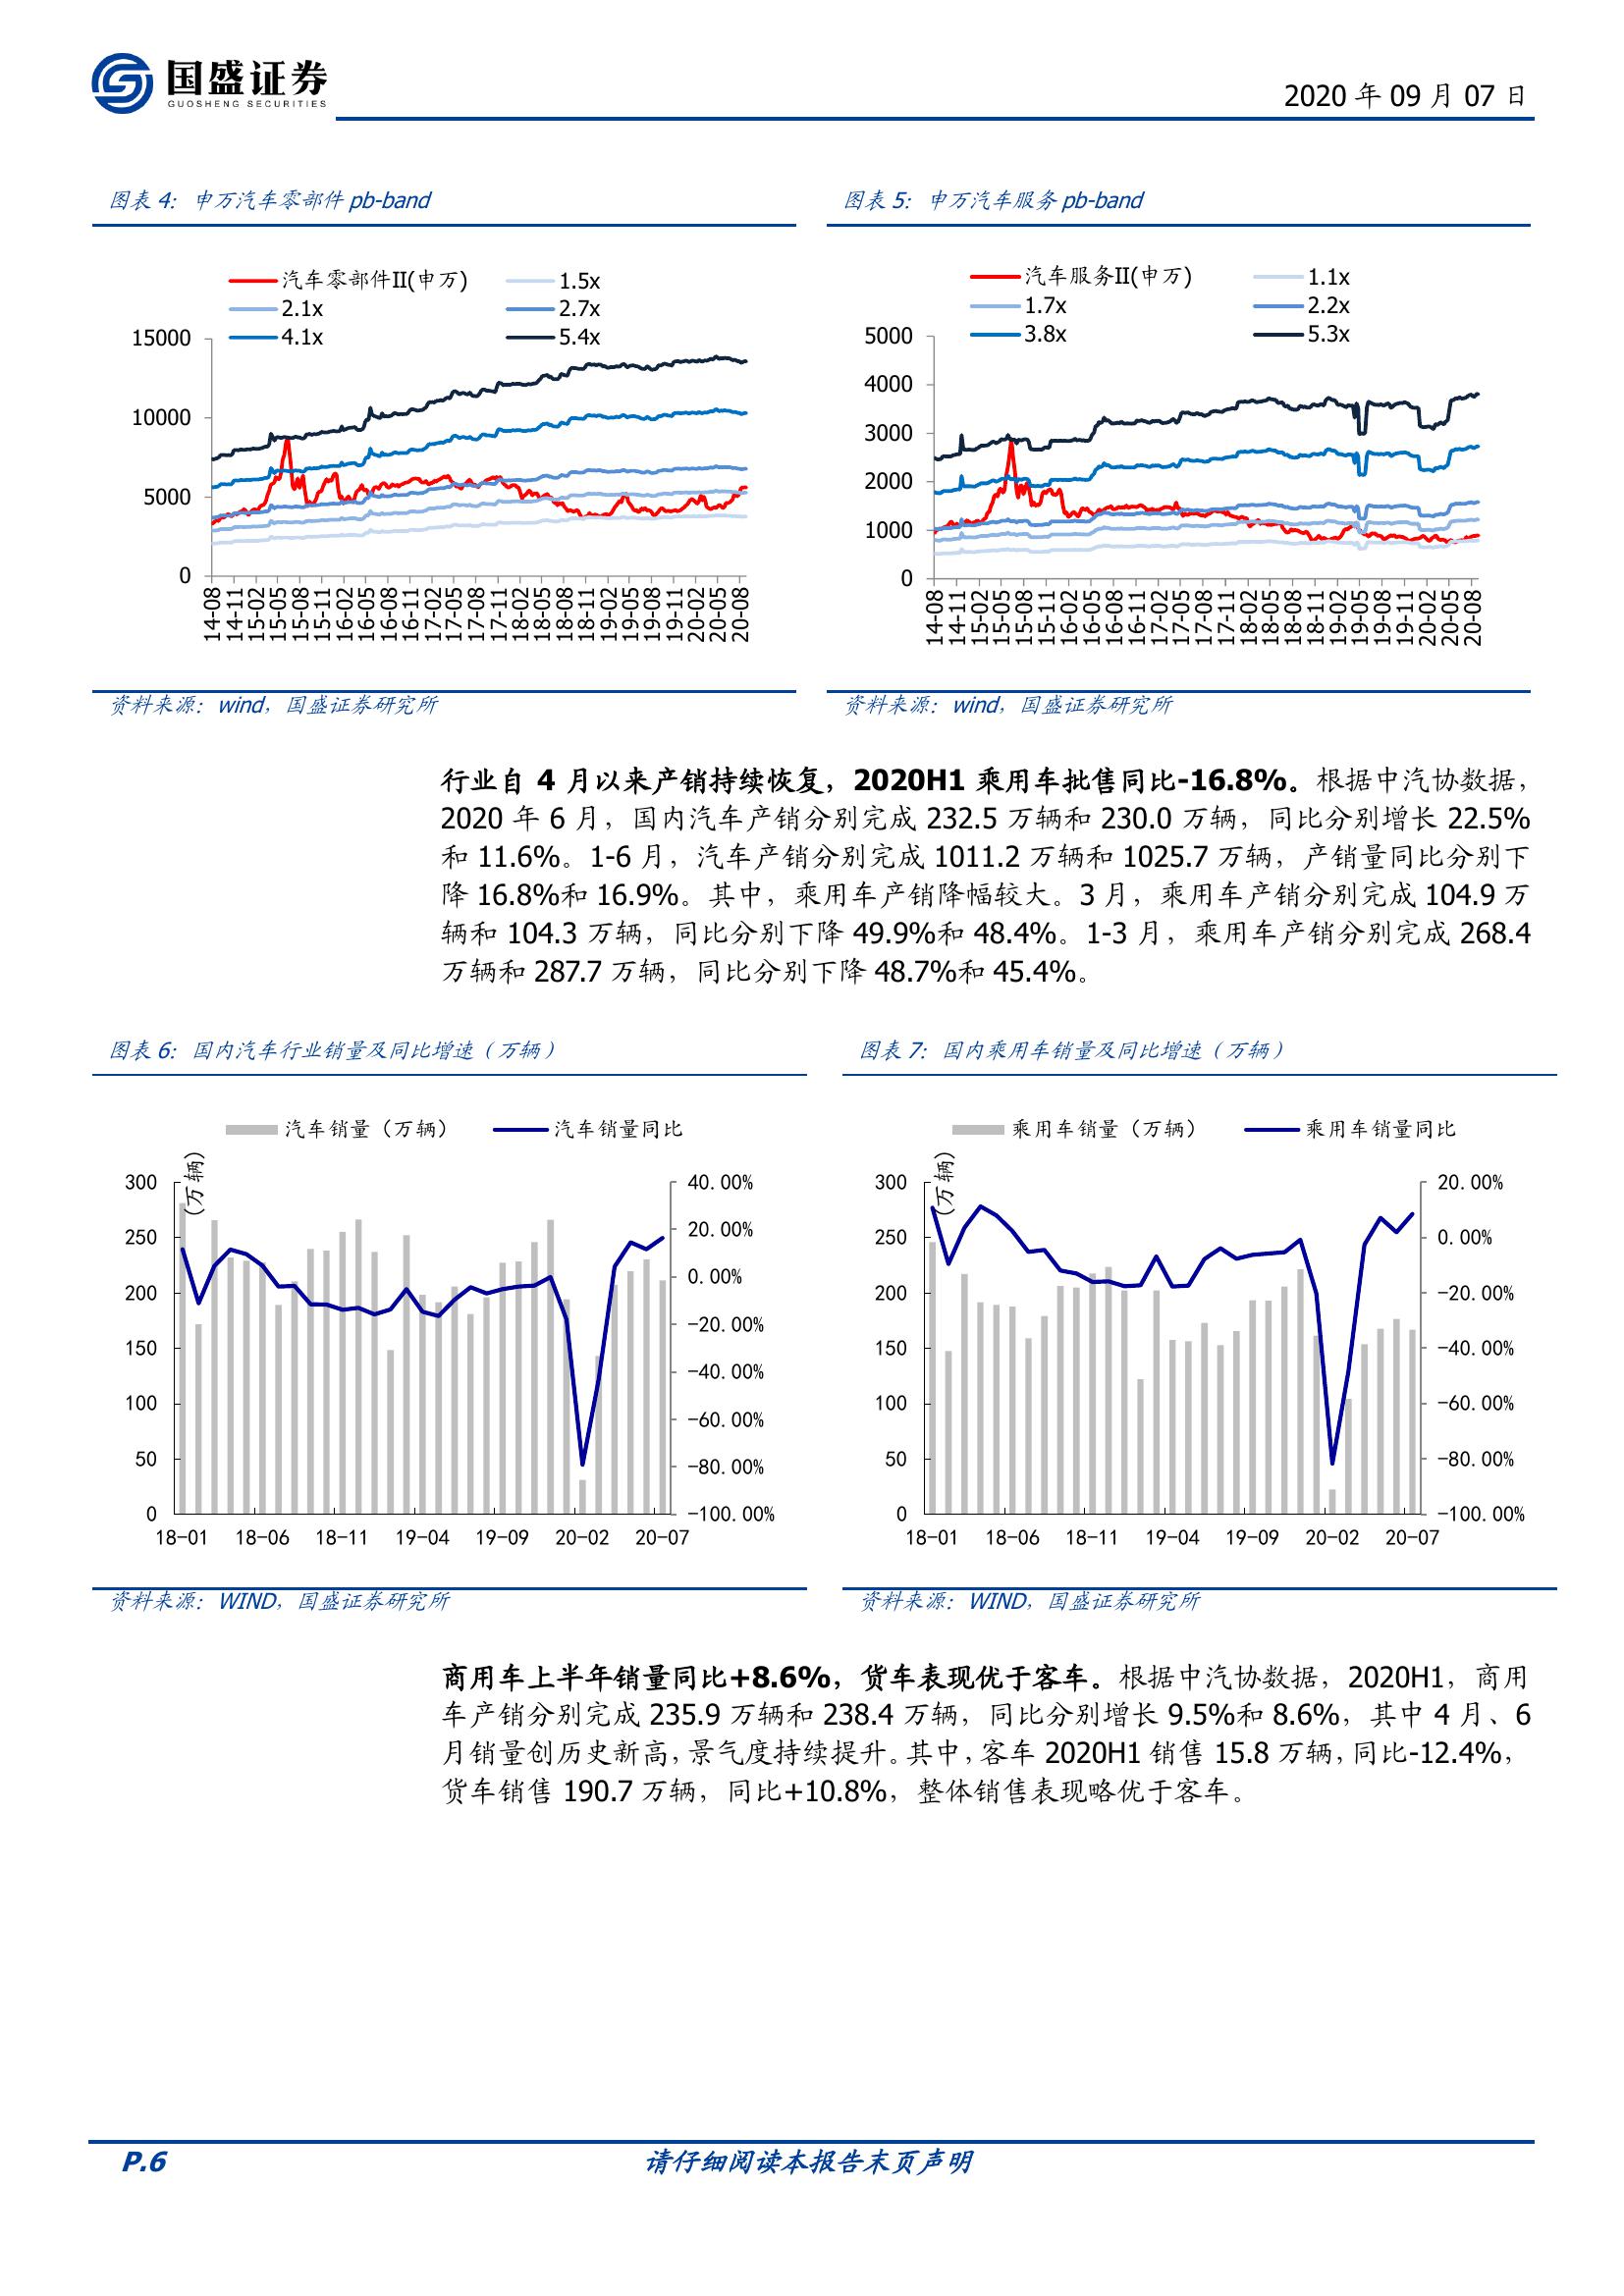 国盛证券
GUOSHENG SECURITIES
2020 年 09 月 07 日
图表 4：申万汽车零部件 pb-band
汽车零部件II(申万)
1.5x
2.1x
2.7x
4.1x
5.4x
15000
10000
5000
0
14-08
14-11
15-02
15-05
15-08
15-11
16-02
16-05
16-08
16-11
17-02
17-05
17-08
17-11
18-02
18-05
18-08
18-11
19-02
19-05
19-08
19-11
20-02
20-05
20-08
资料来源：wind，国盛证券研究所
图表 5：申万汽车服务 pb-band
汽车服务II(申万)
1.1x
1.7x
2.2x
3.8x
5.3x
5000
4000
3000
2000
1000
0
14-08
14-11
15-02
15-05
15-08
15-11
16-02
16-05
16-08
16-11
17-02
17-05
17-08
17-11
18-02
18-05
18-08
18-11
19-02
19-05
19-08
19-11
20-02
20-05
20-08
资料来源：wind，国盛证券研究所
行业自 4 月以来产销持续恢复，2020H1 乘用车批售同比-16.8%。根据中汽协数据，
2020 年 6 月，国内汽车产销分别完成 232.5 万辆和 230.0 万辆，同比分别增长 22.5%
和 11.6%。1-6 月，汽车产销分别完成 1011.2 万辆和 1025.7 万辆，产销量同比分别下
降 16.8%和 16.9%。其中，乘用车产销降幅较大。3 月，乘用车产销分别完成 104.9 万
辆和 104.3 万辆，同比分别下降 49.9%和 48.4%。1-3 月，乘用车产销分别完成 268.4
万辆和 287.7 万辆，同比分别下降 48.7%和 45.4%。
图表 6：国内汽车行业销量及同比增速（万辆）
汽车销量（万辆）
汽车销量同比
(万辆)
300
250
200
150
100
50
0
40.00%
20.00%
0.00%
-20.00%
-40.00%
-60.00%
-80.00%
-100.00%
18-01 18-06 18-11 19-04 19-09 20-02 20-07
资料来源：WIND，国盛证券研究所
图表 7：国内乘用车销量及同比增速（万辆）
乘用车销量（万辆）
乘用车销量同比
(万辆)
300
250
200
150
100
50
0
20.00%
0.00%
-20.00%
-40.00%
-60.00%
-80.00%
-100.00%
18-01 18-06 18-11 19-04 19-09 20-02 20-07
资料来源：WIND，国盛证券研究所
商用车上半年销量同比+8.6%，货车表现优于客车。根据中汽协数据，2020H1，商用
车产销分别完成 235.9 万辆和 238.4 万辆，同比分别增长 9.5%和 8.6%，其中 4 月、6
月销量创历史新高，景气度持续提升。其中，客车 2020H1 销售 15.8 万辆，同比-12.4%，
货车销售 190.7 万辆，同比+10.8%，整体销售表现略优于客车。
P.6
请仔细阅读本报告末页声明